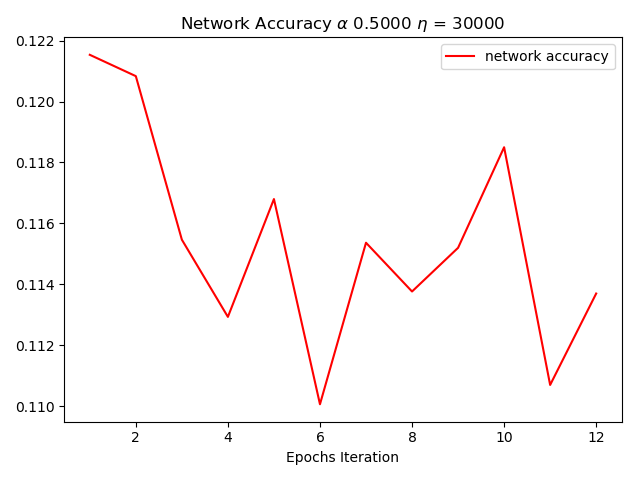 Network Accuracy α 0.5000 η = 30000
network accuracy
0.122
0.120
0.118
0.116
0.114
0.112
0.110
2 4 6 8 10 12
Epochs Iteration